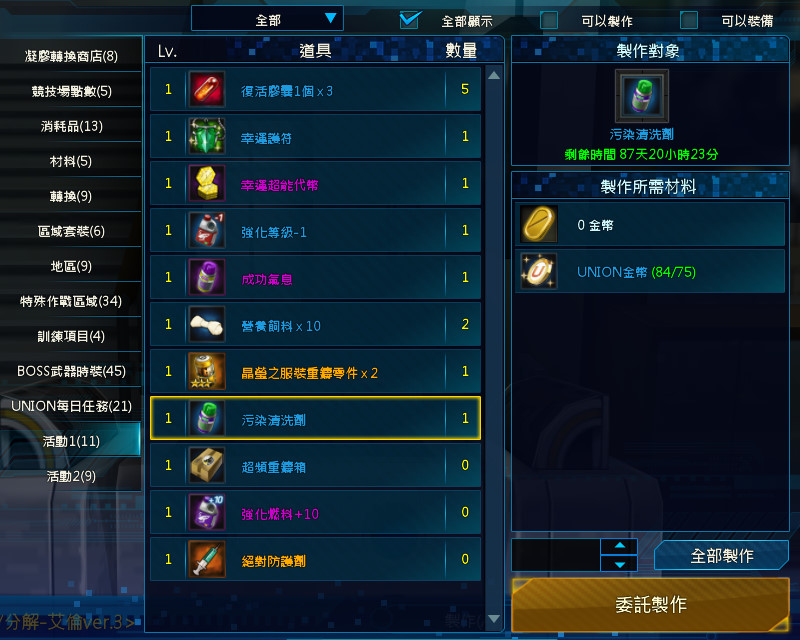 全部
全部顯示
可以製作
可以裝備
凝膠轉換商店(8)
競技場點數(5)
消耗品(13)
材料(5)
轉換(9)
區域套裝(6)
地區(9)
特殊作戰區域(34)
訓練項目(4)
BOSS武器時裝(45)
UNION每日任務(21)
活動1(11)
活動2(9)
/分解-艾倫ver.3>
Lv. 道具 數量
1 復活膠囊1個 x 3 5
1 幸運護符 1
1 幸運超能代幣 1
-1
1 強化等級-1 1
1 成功氣息 1
1 營養飼料 x 10 2
1 晶瑩之服裝重鑄零件 x 2 1
1 污染清洗劑 1
1 超頻重鑄箱 0
+10
1 強化燃料+10 0
1 絕對防護劑 0
製作對象
污染清洗劑
剩餘時間 87天20小時23分
製作所需材料
0 金幣
UNION金幣 (84/75)
全部製作
委託製作